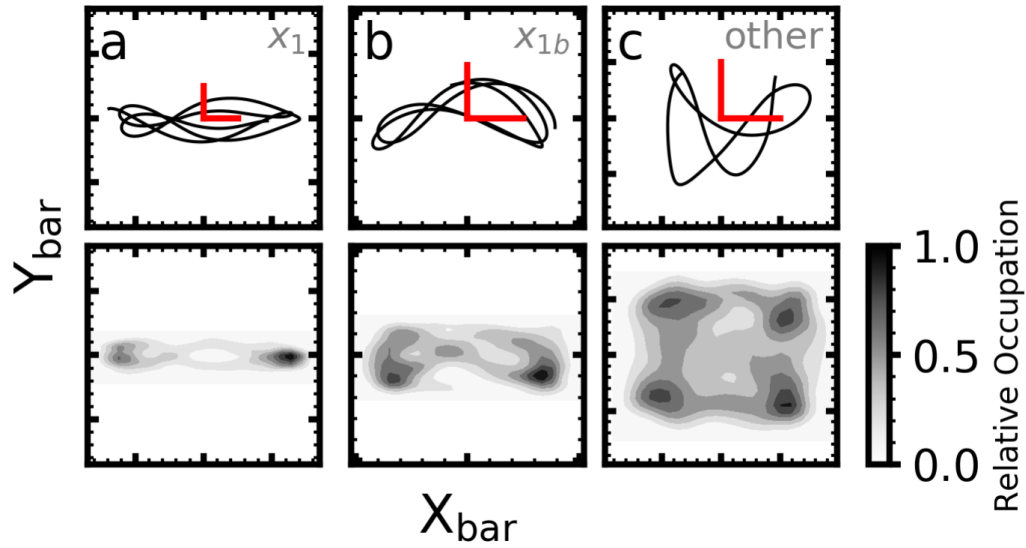 a
x1
b
x1b
c
other
Ybar
Xbar
1.0
0.5
0.0
Relative Occupation